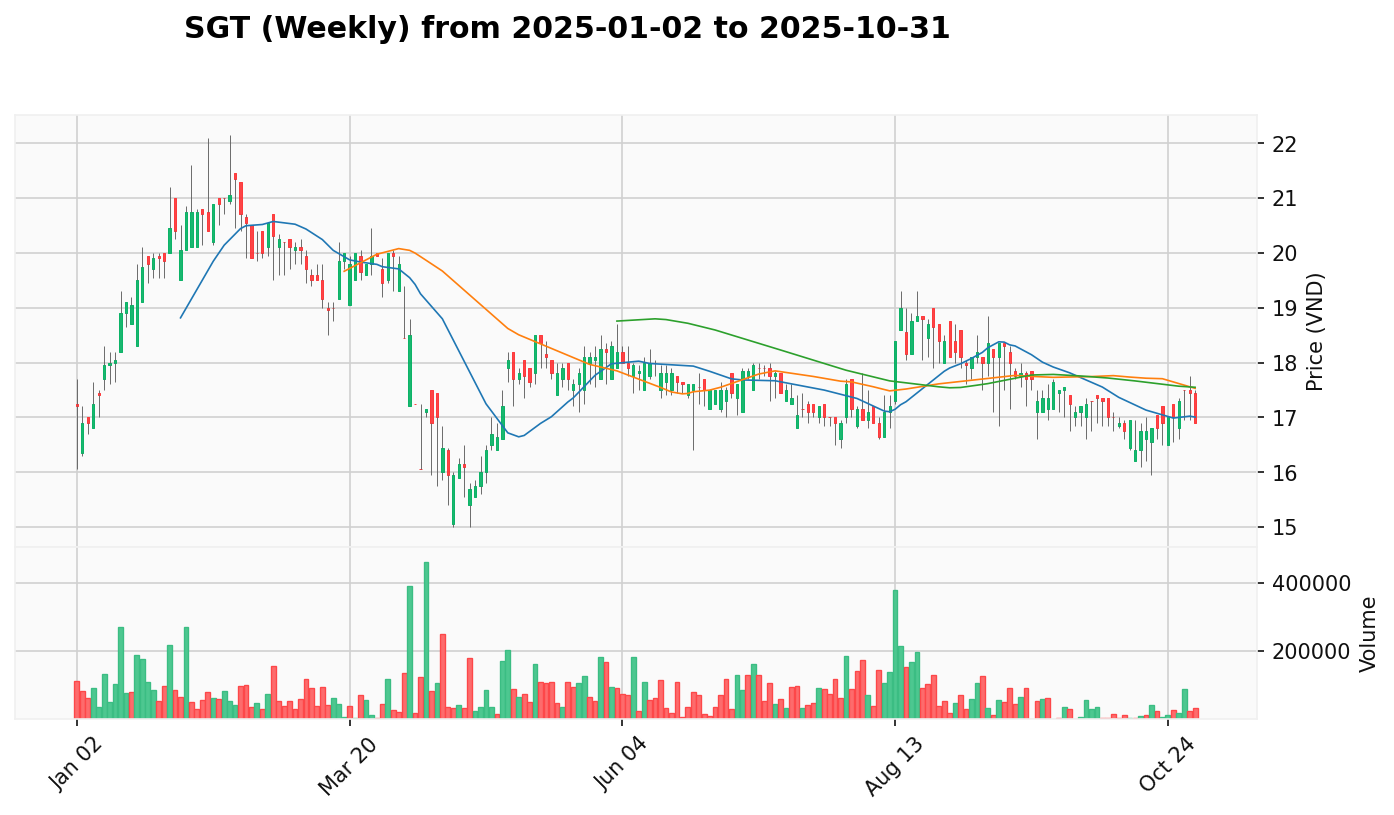 SGT (Weekly) from 2025-01-02 to 2025-10-31
22
21
20
19
18
17
16
15
Price (VND)
400000
200000
Volume
Jan 02
Mar 20
Jun 04
Aug 13
Oct 24